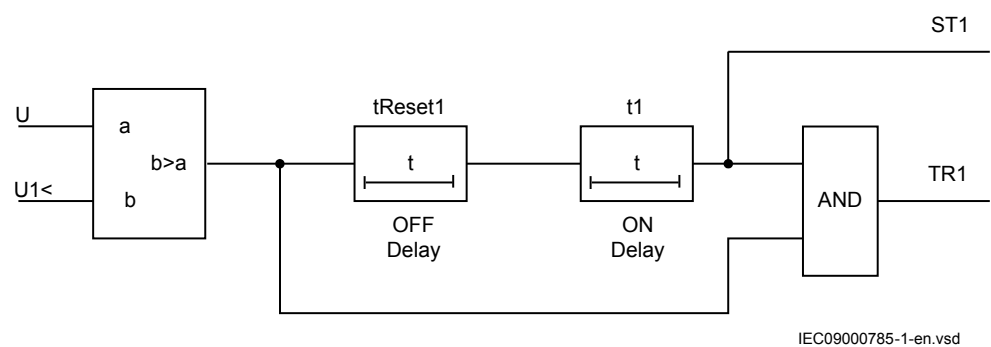 ST1
tReset1
t1
U
a
b>a
t
t
TR1
U1<
b
AND
OFF
Delay
ON
Delay
IEC09000785-1-en.vsd